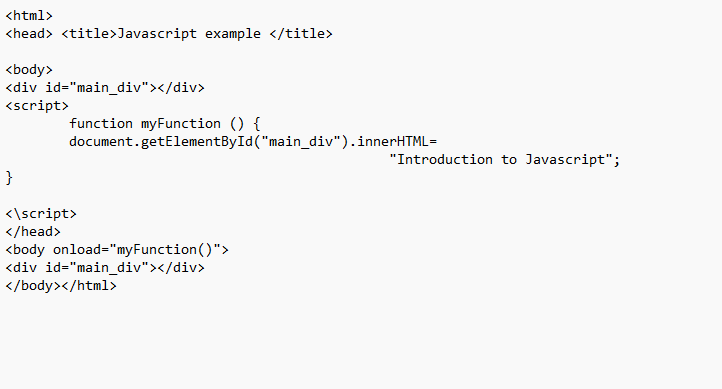 <html>
<head> <title>Javascript example </title>
<body>
<div id="main_div"></div>
<script>
function myFunction () {
document.getElementById("main_div").innerHTML=
"Introduction to Javascript";
}
<\script>
</head>
<body onload="myFunction()">
<div id="main_div"></div>
</body></html>